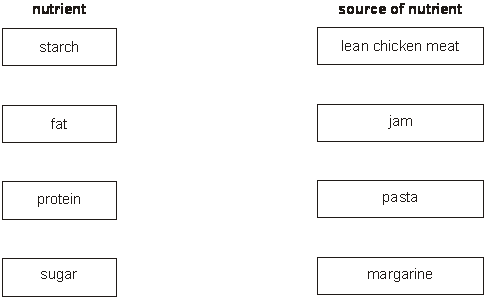 nutrient source of nutrient
starch lean chicken meat
fat jam
protein pasta
sugar margarine